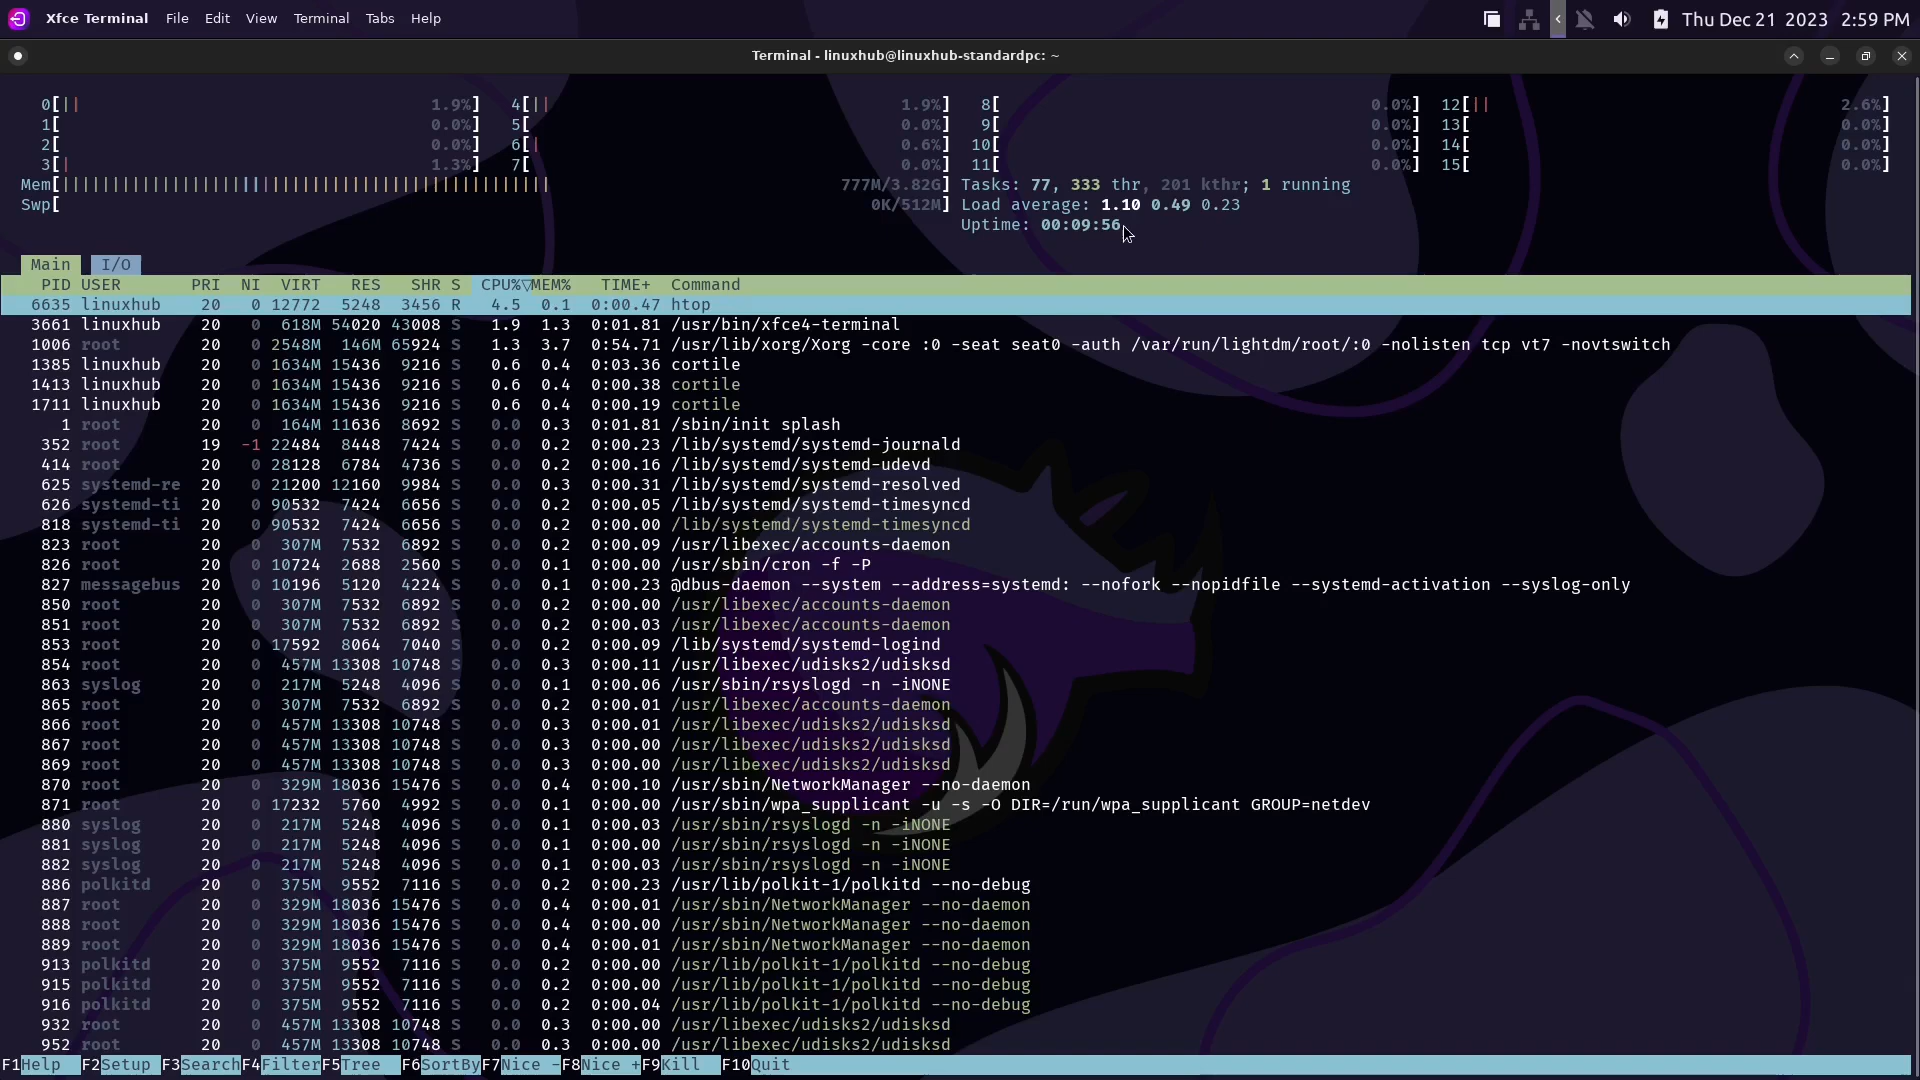 Xfce Terminal File Edit View Terminal Tabs Help Thu Dec 21 2023 2:59 PM
Terminal - linuxhub@linuxhub-standardpc: ~
0[|| 1.9%] 4[|| 1.9%] 8[ 0.0%] 12[|| 2.6%]
1[ 0.0%] 5[ 0.0%] 9[ 0.0%] 13[ 0.0%]
2[ 0.0%] 6[| 0.6%] 10[ 0.0%] 14[ 0.0%]
3[| 1.3%] 7[ 0.0%] 11[ 0.0%] 15[ 0.0%]
Mem[||||||||||||||||||||||||||||||||||||||||||||||||| 777M/3.82G] Tasks: 77, 333 thr, 201 kthr; 1 running
Swp[ 0K/512M] Load average: 1.10 0.49 0.23
Uptime: 00:09:56
Main I/O
PID USER PRI NI VIRT RES SHR S CPU%▽MEM% TIME+ Command
6635 linuxhub 20 0 12772 5248 3456 R 4.5 0.1 0:00.47 htop
3661 linuxhub 20 0 618M 54020 43008 S 1.9 1.3 0:01.81 /usr/bin/xfce4-terminal
1006 root 20 0 2548M 146M 65924 S 1.3 3.7 0:54.71 /usr/lib/xorg/Xorg -core :0 -seat seat0 -auth /var/run/lightdm/root/:0 -nolisten tcp vt7 -novtswitch
1385 linuxhub 20 0 1634M 15436 9216 S 0.6 0.4 0:03.36 cortile
1413 linuxhub 20 0 1634M 15436 9216 S 0.6 0.4 0:00.38 cortile
1711 linuxhub 20 0 1634M 15436 9216 S 0.6 0.4 0:00.19 cortile
1 root 20 0 164M 11636 8692 S 0.0 0.3 0:01.81 /sbin/init splash
352 root 19 -1 22484 8448 7424 S 0.0 0.2 0:00.23 /lib/systemd/systemd-journald
414 root 20 0 28128 6784 4736 S 0.0 0.2 0:00.16 /lib/systemd/systemd-udevd
625 systemd-re 20 0 21200 12160 9984 S 0.0 0.3 0:00.31 /lib/systemd/systemd-resolved
626 systemd-ti 20 0 90532 7424 6656 S 0.0 0.2 0:00.05 /lib/systemd/systemd-timesyncd
818 systemd-ti 20 0 90532 7424 6656 S 0.0 0.2 0:00.00 /lib/systemd/systemd-timesyncd
823 root 20 0 307M 7532 6892 S 0.0 0.2 0:00.09 /usr/libexec/accounts-daemon
826 root 20 0 10724 2688 2560 S 0.0 0.1 0:00.00 /usr/sbin/cron -f -P
827 messagebus 20 0 10196 5120 4224 S 0.0 0.1 0:00.23 @dbus-daemon --system --address=systemd: --nofork --nopidfile --systemd-activation --syslog-only
850 root 20 0 307M 7532 6892 S 0.0 0.2 0:00.00 /usr/libexec/accounts-daemon
851 root 20 0 307M 7532 6892 S 0.0 0.2 0:00.03 /usr/libexec/accounts-daemon
853 root 20 0 17592 8064 7040 S 0.0 0.2 0:00.09 /lib/systemd/systemd-logind
854 root 20 0 457M 13308 10748 S 0.0 0.3 0:00.11 /usr/libexec/udisks2/udisksd
863 syslog 20 0 217M 5248 4096 S 0.0 0.1 0:00.06 /usr/sbin/rsyslogd -n -iNONE
865 root 20 0 307M 7532 6892 S 0.0 0.2 0:00.01 /usr/libexec/accounts-daemon
866 root 20 0 457M 13308 10748 S 0.0 0.3 0:00.01 /usr/libexec/udisks2/udisksd
867 root 20 0 457M 13308 10748 S 0.0 0.3 0:00.00 /usr/libexec/udisks2/udisksd
869 root 20 0 457M 13308 10748 S 0.0 0.3 0:00.00 /usr/libexec/udisks2/udisksd
870 root 20 0 329M 18036 15476 S 0.0 0.4 0:00.10 /usr/sbin/NetworkManager --no-daemon
871 root 20 0 17232 5760 4992 S 0.0 0.1 0:00.00 /usr/sbin/wpa_supplicant -u -s -O DIR=/run/wpa_supplicant GROUP=netdev
880 syslog 20 0 217M 5248 4096 S 0.0 0.1 0:00.03 /usr/sbin/rsyslogd -n -iNONE
881 syslog 20 0 217M 5248 4096 S 0.0 0.1 0:00.00 /usr/sbin/rsyslogd -n -iNONE
882 syslog 20 0 217M 5248 4096 S 0.0 0.1 0:00.03 /usr/sbin/rsyslogd -n -iNONE
886 polkitd 20 0 375M 9552 7116 S 0.0 0.2 0:00.23 /usr/lib/polkit-1/polkitd --no-debug
887 root 20 0 329M 18036 15476 S 0.0 0.4 0:00.01 /usr/sbin/NetworkManager --no-daemon
888 root 20 0 329M 18036 15476 S 0.0 0.4 0:00.00 /usr/sbin/NetworkManager --no-daemon
889 root 20 0 329M 18036 15476 S 0.0 0.4 0:00.01 /usr/sbin/NetworkManager --no-daemon
913 polkitd 20 0 375M 9552 7116 S 0.0 0.2 0:00.00 /usr/lib/polkit-1/polkitd --no-debug
915 polkitd 20 0 375M 9552 7116 S 0.0 0.2 0:00.00 /usr/lib/polkit-1/polkitd --no-debug
916 polkitd 20 0 375M 9552 7116 S 0.0 0.2 0:00.04 /usr/lib/polkit-1/polkitd --no-debug
932 root 20 0 457M 13308 10748 S 0.0 0.3 0:00.00 /usr/libexec/udisks2/udisksd
952 root 20 0 457M 13308 10748 S 0.0 0.3 0:00.00 /usr/libexec/udisks2/udisksd
F1Help F2Setup F3SearchF4FilterF5Tree F6SortByF7Nice -F8Nice +F9Kill F10Quit